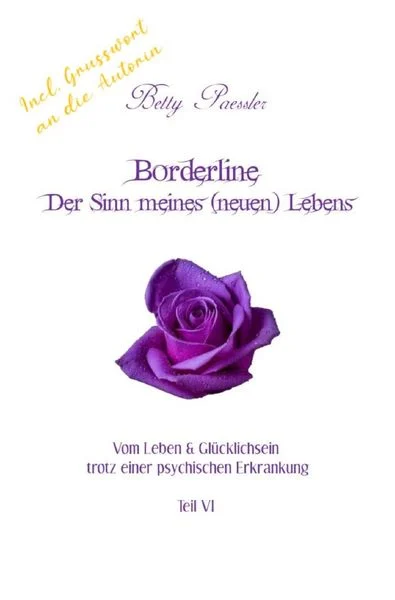 Incl. Grusswort
an die Autorin
Betty Paessler
Borderline
Der Sinn meines (neuen) Lebens
Vom Leben & Glücklichsein
trotz einer psychischen Erkrankung
Teil VI